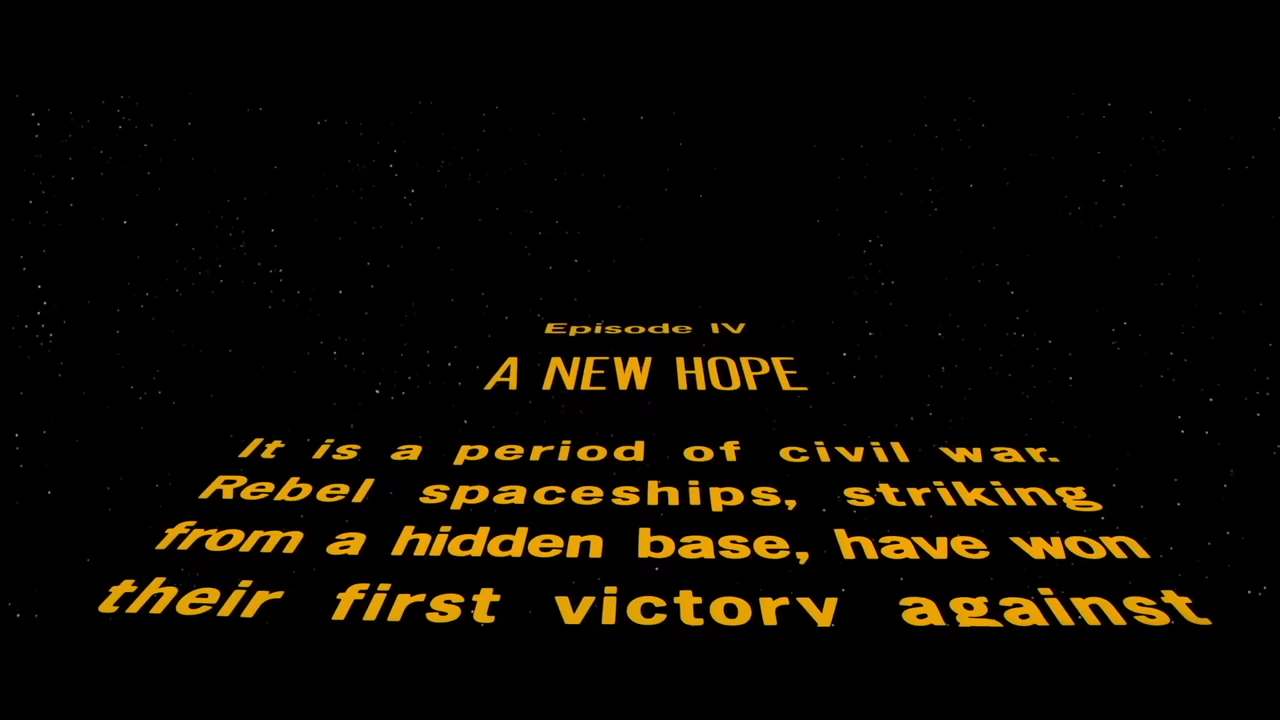 Episode IV
A NEW HOPE
It is a period of civil war.
Rebel spaceships, striking
from a hidden base, have won
their first victory against